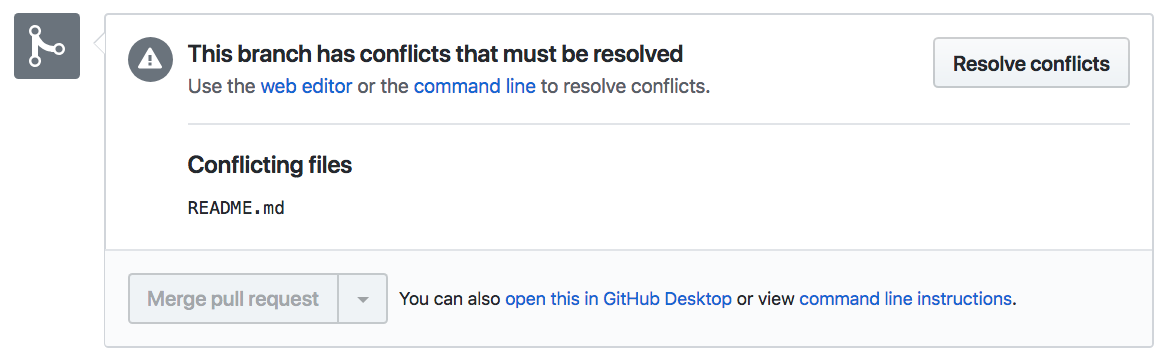 This branch has conflicts that must be resolved
Resolve conflicts
Use the web editor or the command line to resolve conflicts.
Conflicting files
README.md
Merge pull request
You can also open this in GitHub Desktop or view command line instructions.